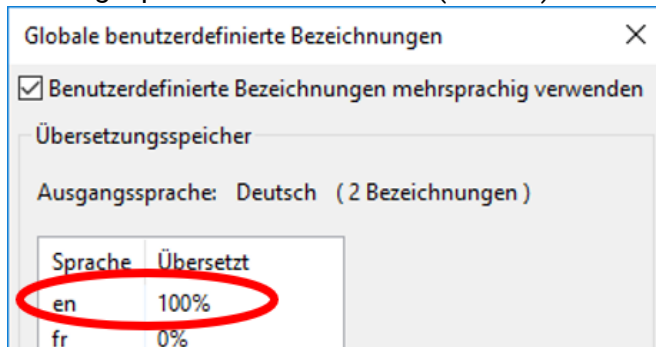 Globale benutzerdefinierte Bezeichnungen
Benutzerdefinierte Bezeichnungen mehrsprachig verwenden
Übersetzungsspeicher
Ausgangssprache: Deutsch ( 2 Bezeichnungen )
Sprache Übersetzt
en 100%
fr 0%